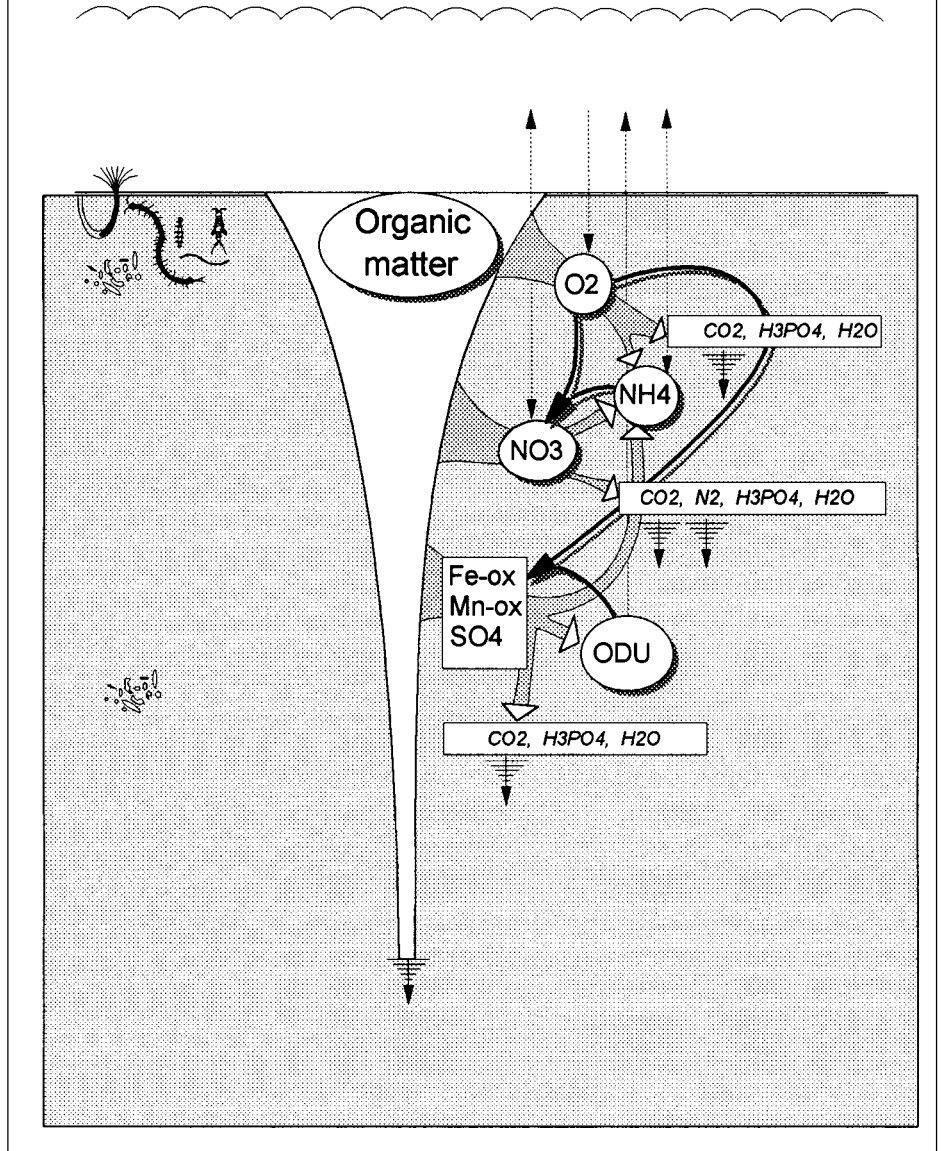 Organic
matter
O2
CO2, H3PO4, H2O
NH4
NO3
CO2, N2, H3PO4, H2O
Fe-ox
Mn-ox
SO4
ODU
CO2, H3PO4, H2O